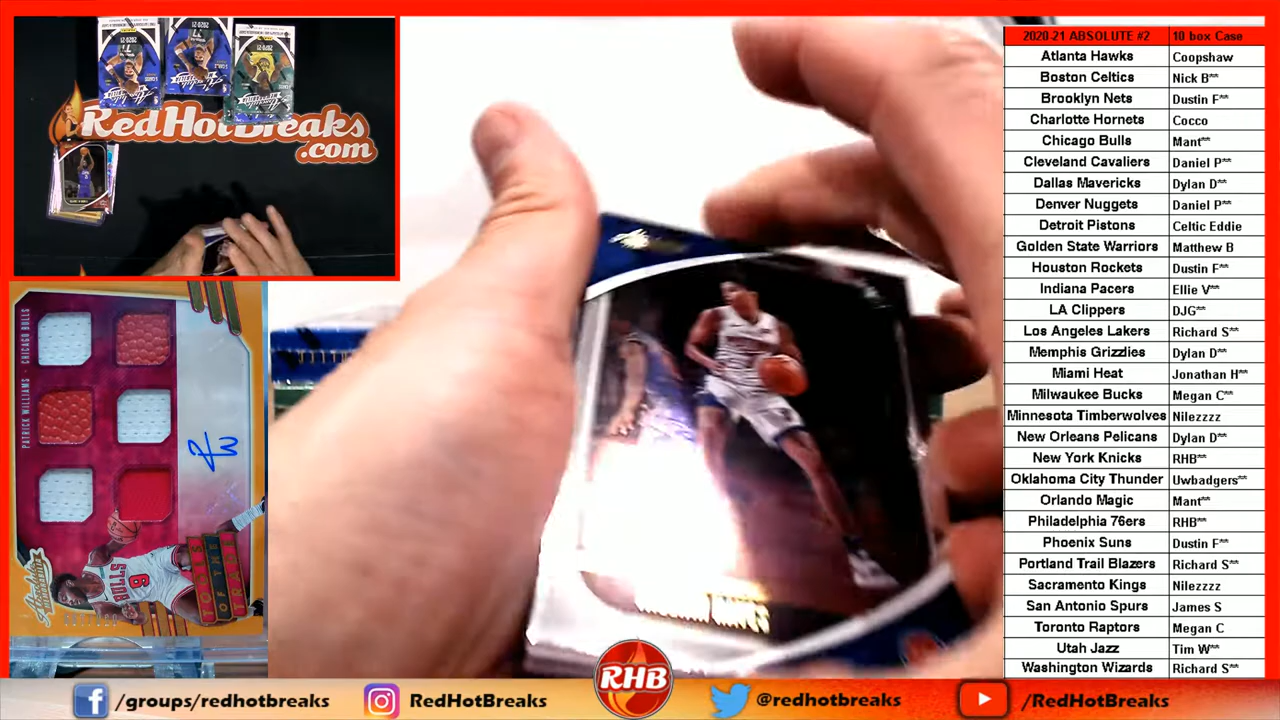 RedHotBreaks
.com
PATRICK WILLIAMS - CHICAGO BULLS
BULLS
9
TOOLS
OF THE
TRADE
Absolute
2020-21 ABSOLUTE #2 10 box Case
Atlanta Hawks Coopshaw
Boston Celtics Nick B**
Brooklyn Nets Dustin F**
Charlotte Hornets Cocco
Chicago Bulls Mant**
Cleveland Cavaliers Daniel P**
Dallas Mavericks Dylan D**
Denver Nuggets Daniel P**
Detroit Pistons Celtic Eddie
Golden State Warriors Matthew B
Houston Rockets Dustin F**
Indiana Pacers Ellie V**
LA Clippers DJG**
Los Angeles Lakers Richard S**
Memphis Grizzlies Dylan D**
Miami Heat Jonathan H**
Milwaukee Bucks Megan C**
Minnesota Timberwolves Nilezzzz
New Orleans Pelicans Dylan D**
New York Knicks RHB**
Oklahoma City Thunder Uwbadgers**
Orlando Magic Mant**
Philadelphia 76ers RHB**
Phoenix Suns Dustin F**
Portland Trail Blazers Richard S**
Sacramento Kings Nilezzzz
San Antonio Spurs James S
Toronto Raptors Megan C
Utah Jazz Tim W**
Washington Wizards Richard S**
/groups/redhotbreaks
RedHotBreaks
RHB
@redhotbreaks
/RedHotBreaks